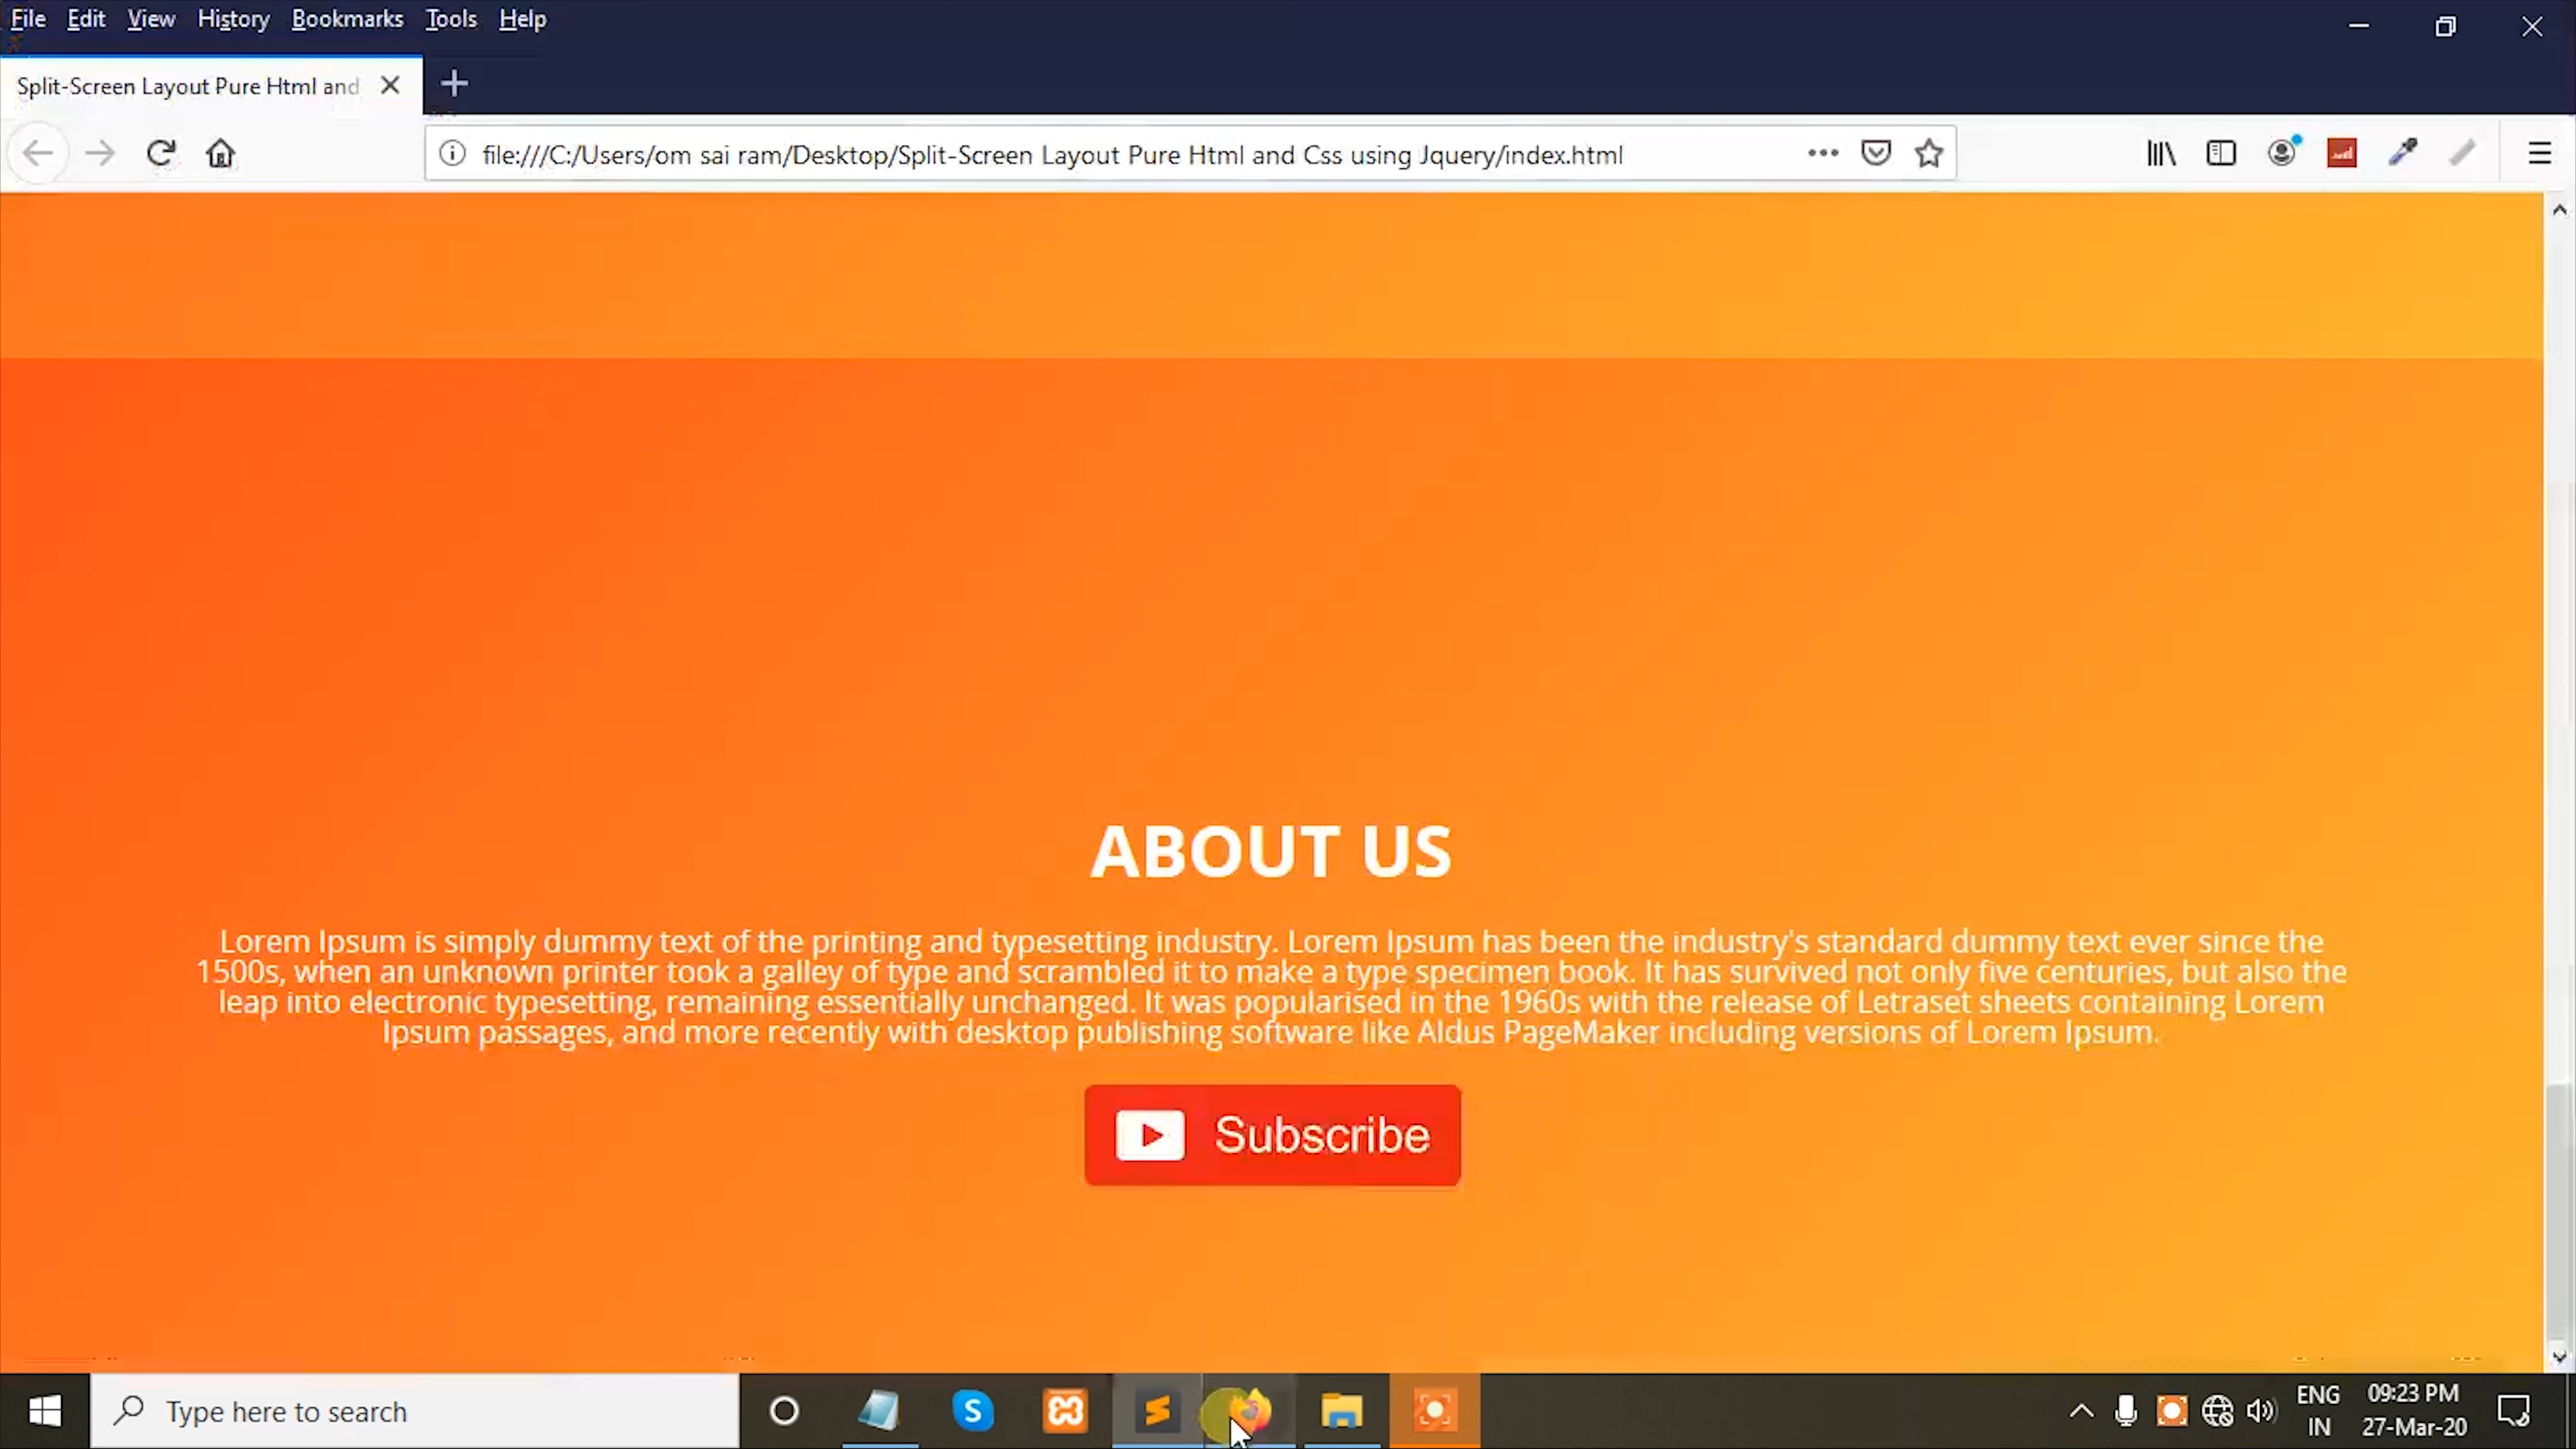 File Edit View History Bookmarks Tools Help
Split-Screen Layout Pure Html and
file:///C:/Users/om sai ram/Desktop/Split-Screen Layout Pure Html and Css using Jquery/index.html
ABOUT US
Lorem Ipsum is simply dummy text of the printing and typesetting industry. Lorem Ipsum has been the industry's standard dummy text ever since the
1500s, when an unknown printer took a galley of type and scrambled it to make a type specimen book. It has survived not only five centuries, but also the
leap into electronic typesetting, remaining essentially unchanged. It was popularised in the 1960s with the release of Letraset sheets containing Lorem
Ipsum passages, and more recently with desktop publishing software like Aldus PageMaker including versions of Lorem Ipsum.
Subscribe
Type here to search
ENG
IN
09:23 PM
27-Mar-20